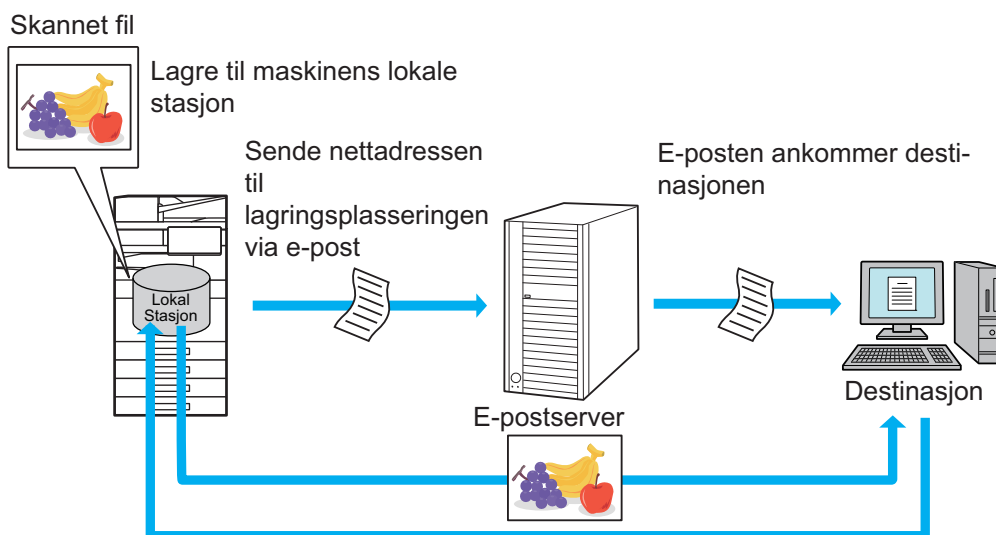 Skannet fil
Lagre til maskinens lokale
stasjon
Sende nettadressen
til
lagringsplasseringen
via e-post
E-posten ankommer desti-
nasjonen
Lokal
Stasjon
E-postserver
Destinasjon